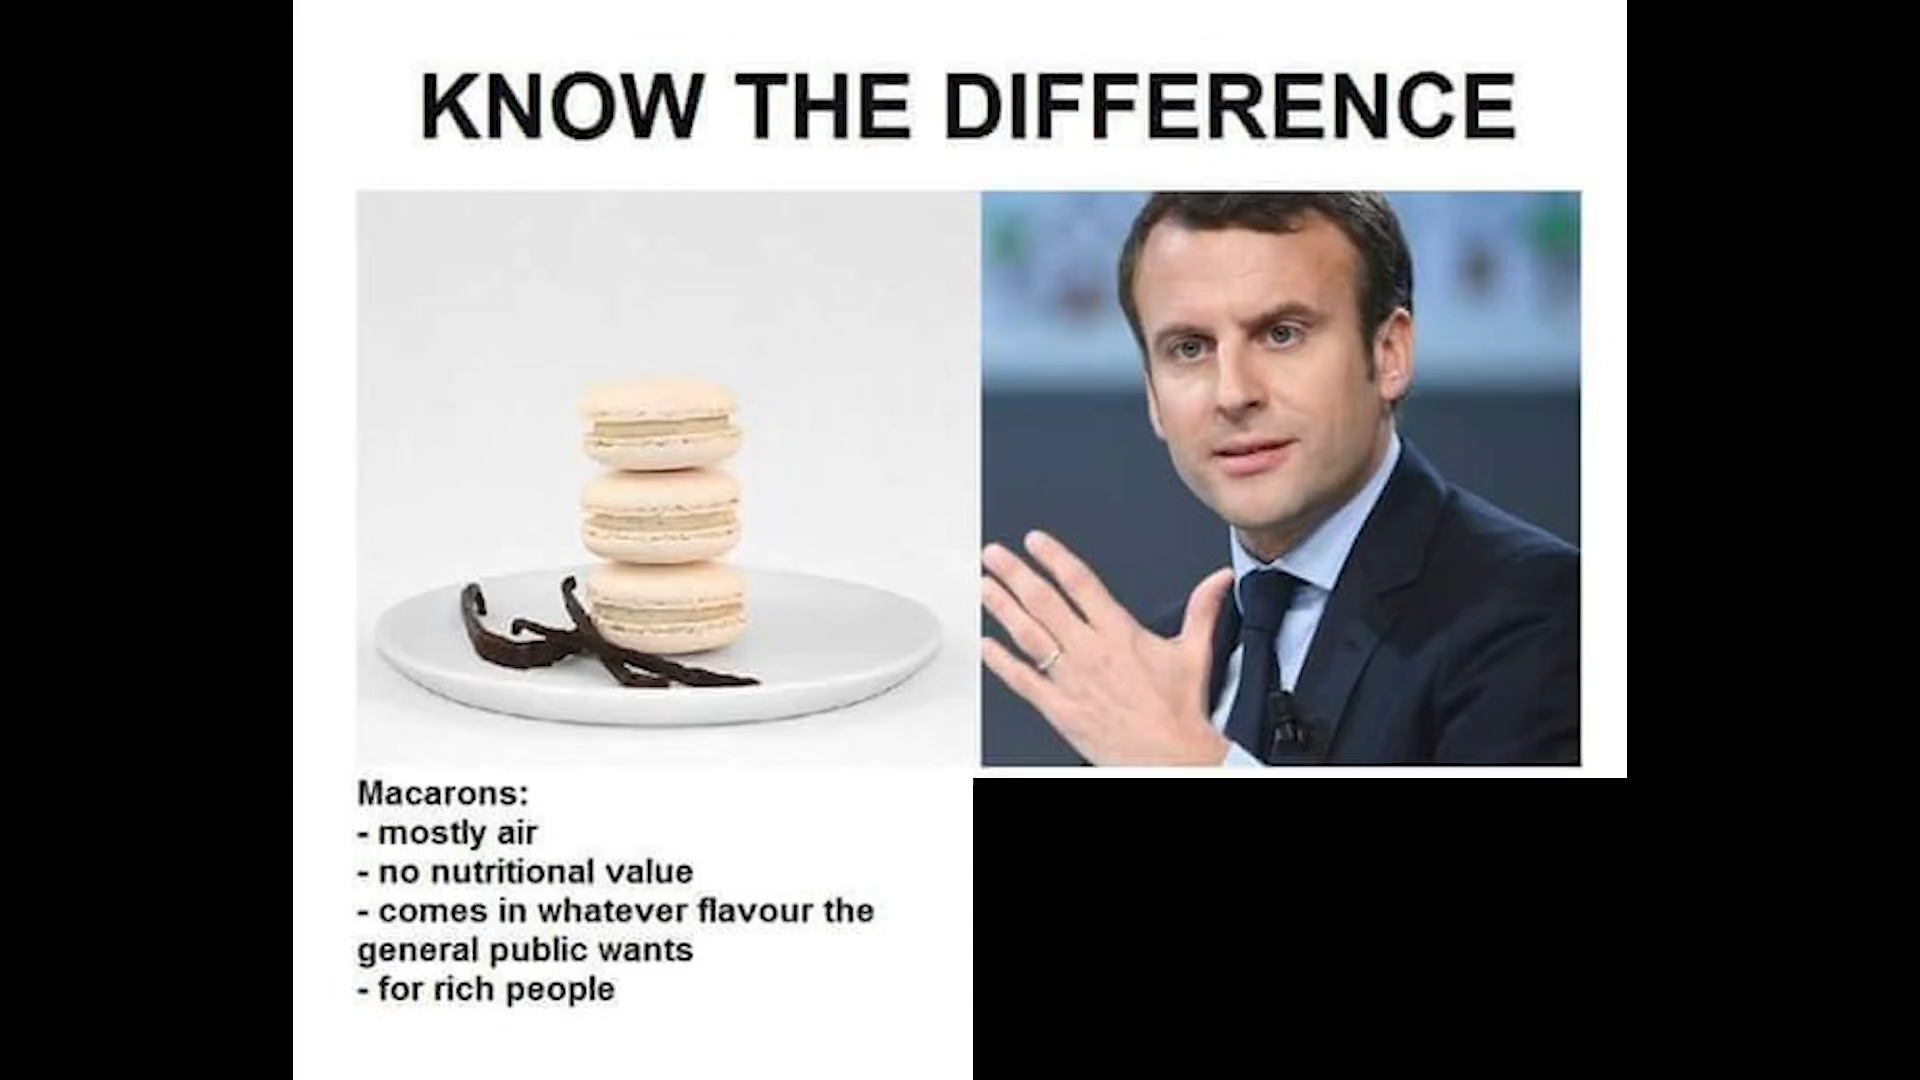 KNOW THE DIFFERENCE
Macarons:
- mostly air
- no nutritional value
- comes in whatever flavour the
general public wants
- for rich people